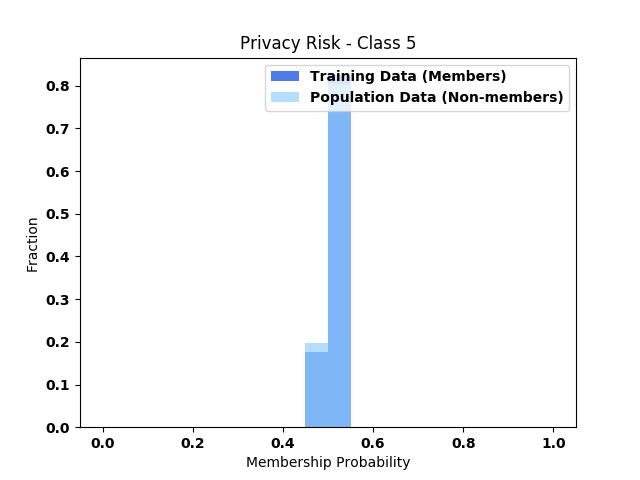 Privacy Risk - Class 5
Training Data (Members)
Population Data (Non-members)
0.8
0.7
0.6
0.5
0.4
0.3
0.2
0.1
0.0
Fraction
0.0 0.2 0.4 0.6 0.8 1.0
Membership Probability